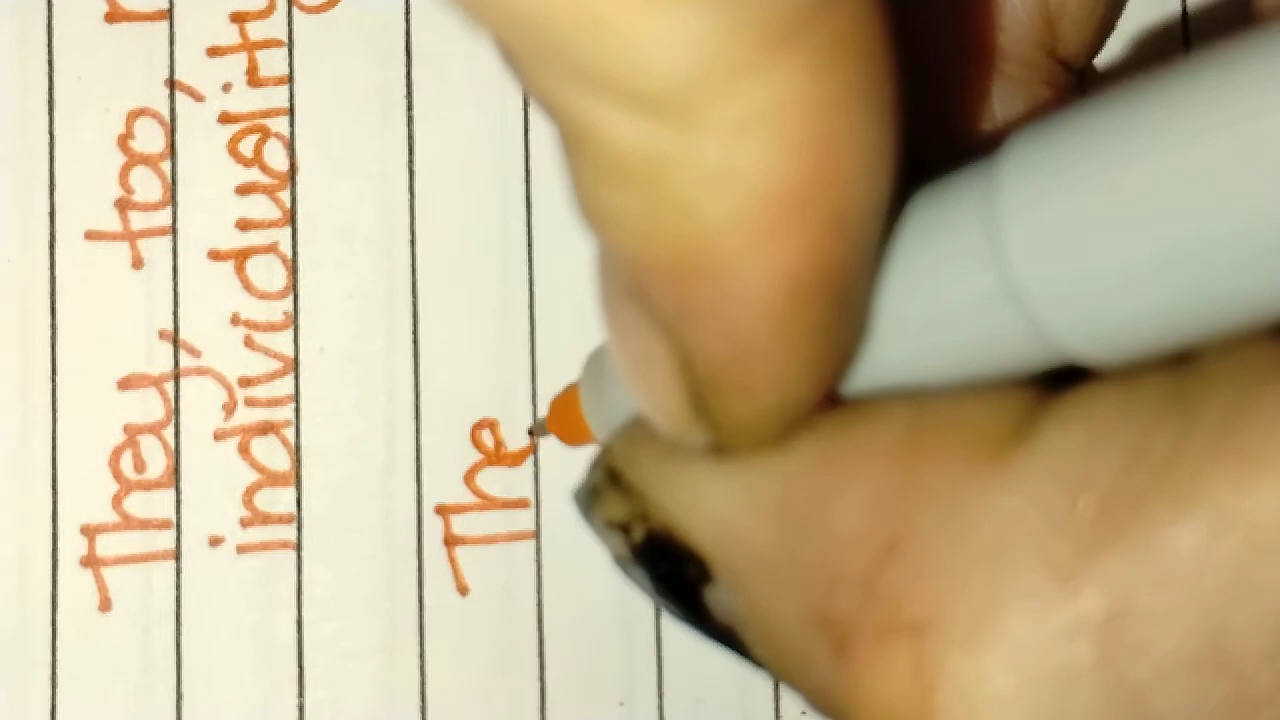 They, too,
individuality
The